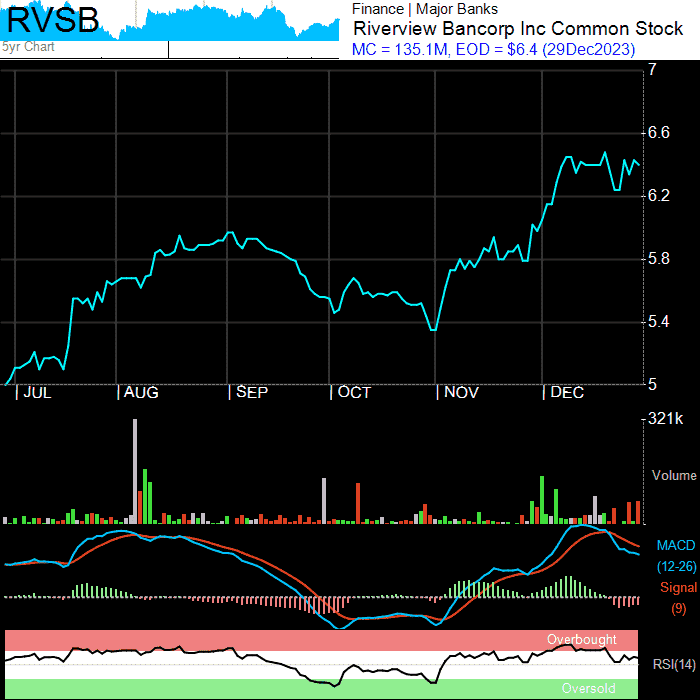 RVSB
5yr Chart
Finance | Major Banks
Riverview Bancorp Inc Common Stock
MC = 135.1M, EOD = $6.4 (29Dec2023)
7
6.6
6.2
5.8
5.4
5
| JUL | AUG | SEP | OCT | NOV | DEC
-321k
Volume
MACD
(12-26)
Signal
(9)
Overbought
RSI(14)
Oversold